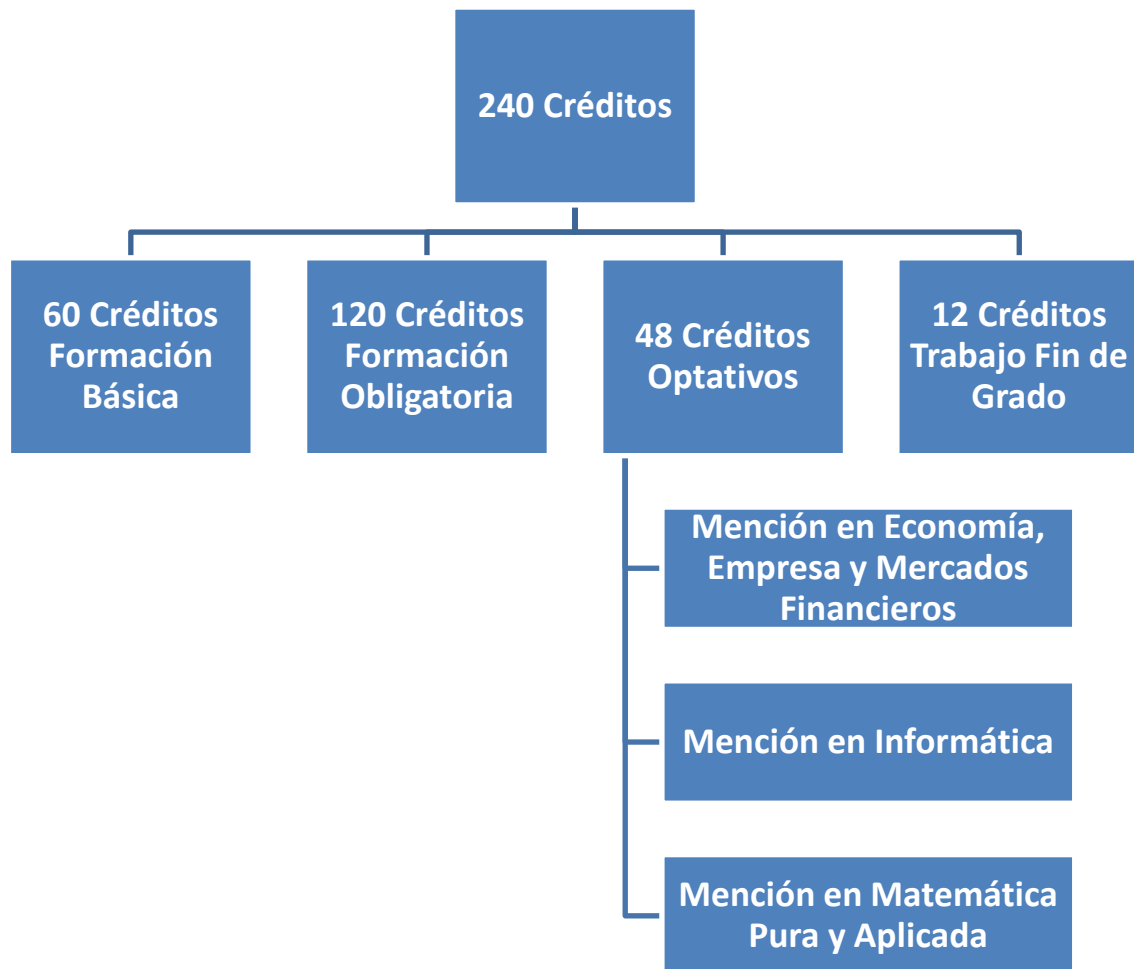 240 Créditos
60 Créditos
Formación
Básica
120 Créditos
Formación
Obligatoria
48 Créditos
Optativos
12 Créditos
Trabajo Fin de
Grado
Mención en Economía,
Empresa y Mercados
Financieros
Mención en Informática
Mención en Matemática
Pura y Aplicada